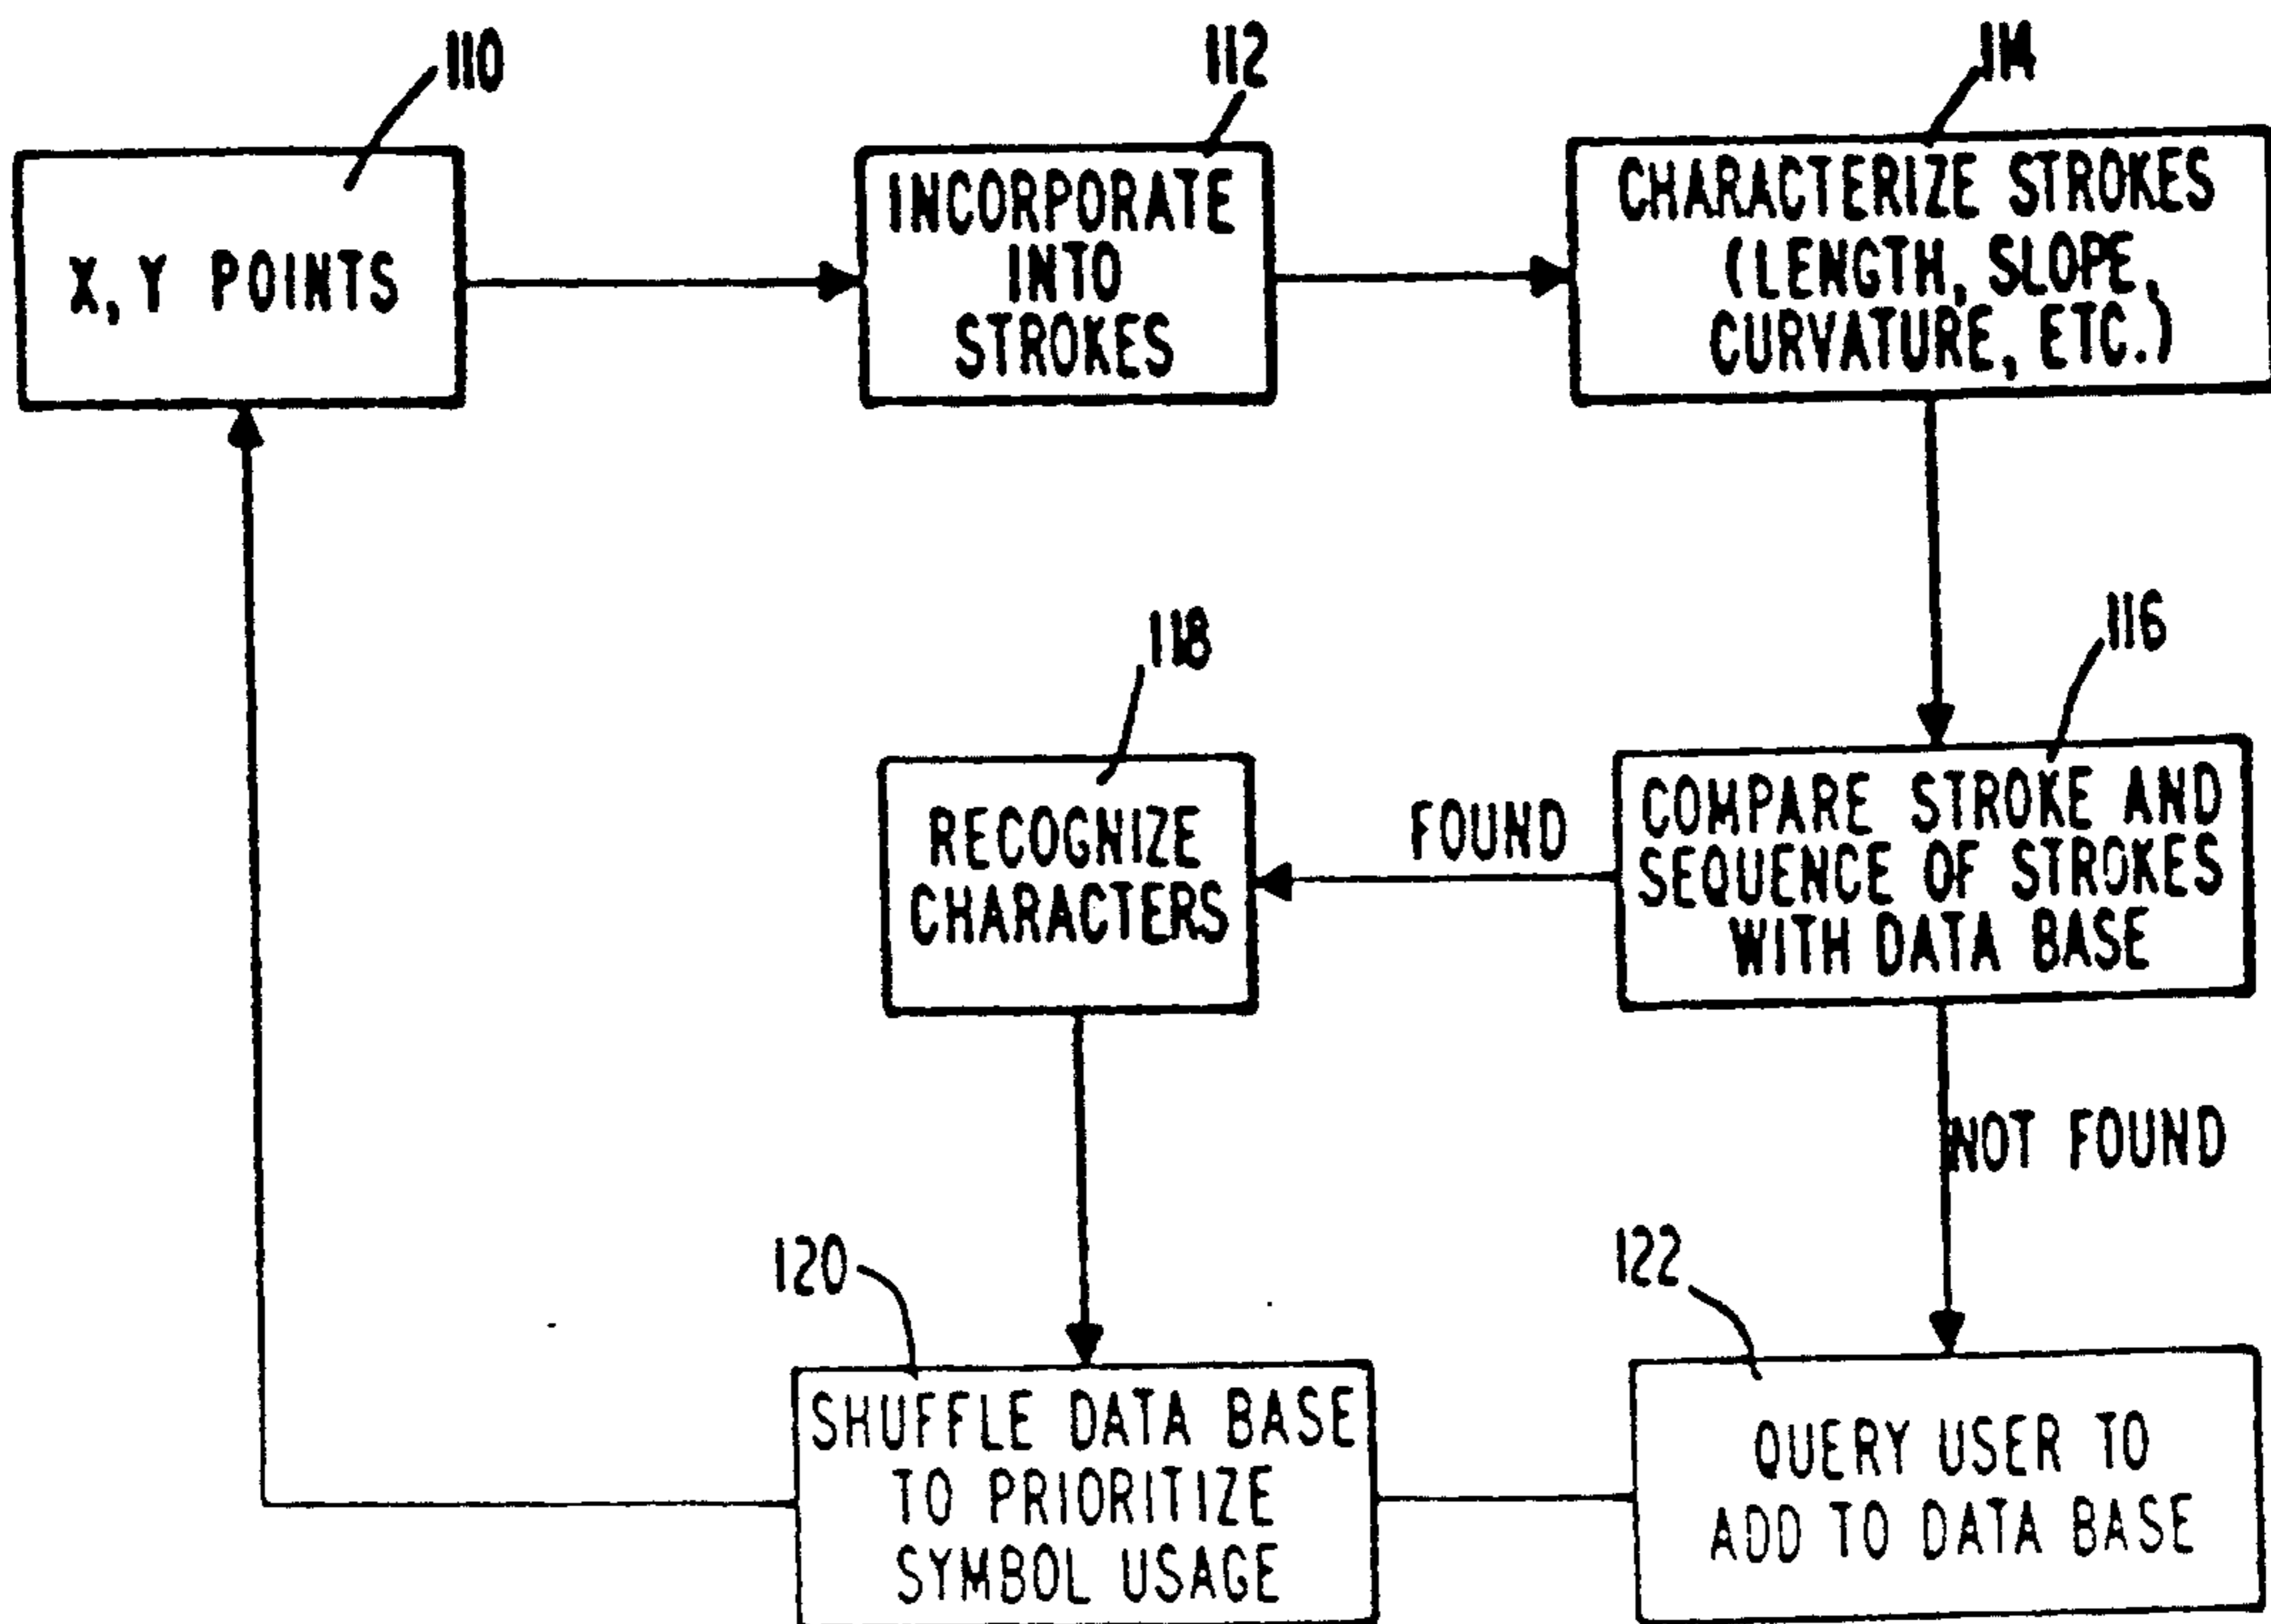 110
X, Y POINTS
112
INCORPORATE
INTO
STROKES
114
CHARACTERIZE STROKES
(LENGTH, SLOPE,
CURVATURE, ETC.)
116
COMPARE STROKE AND
SEQUENCE OF STROKES
WITH DATA BASE
FOUND
118
RECOGNIZE
CHARACTERS
NOT FOUND
120
SHUFFLE DATA BASE
TO PRIORITIZE
SYMBOL USAGE
122
QUERY USER TO
ADD TO DATA BASE